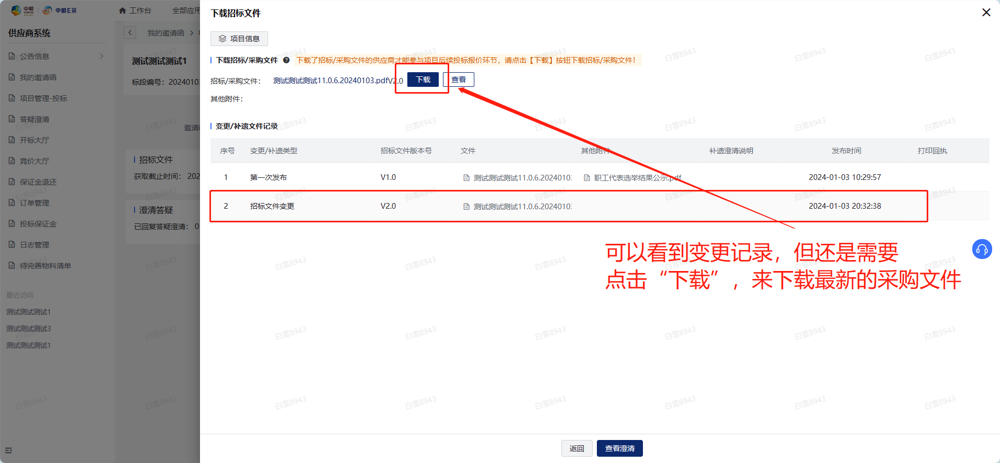 中粮
COFCO
中粮E采
工作台
全部应用
供应商系统
公告信息
我的邀请函
项目管理-投标
答疑澄清
开标大厅
竞价大厅
保证金退还
订单管理
投标保证金
日志管理
待完善物料清单
最近访问
测试测试测试1
测试测试测试3
测试测试测试1
我的邀请函
测试测试测试1
标段编号：2024010
邀请
招标文件
获取截止时间： 202
澄清答疑
已回复答疑澄清： 0
下载招标文件
项目信息
下载招标/采购文件
下载了招标/采购文件的供应商才能参与项目后续投标报价环节，请点击【下载】按钮下载招标/采购文件！
招标/采购文件：
测试测试测试11.0.6.20240103.pdfV2.0
下载
查看
其他附件：
变更/补遗文件记录
序号 变更/补遗类型 招标文件版本号 文件 其他附件 补遗澄清说明 发布时间 打印回执
1 第一次发布 V1.0 测试测试测试11.0.6.2024010 职工代表选举结果公示.pdf 2024-01-03 10:29:57
2 招标文件变更 V2.0 测试测试测试11.0.6.2024010 2024-01-03 20:32:38
可以看到变更记录，但还是需要
点击“下载”，来下载最新的采购文件
返回
查看澄清
白雪8943